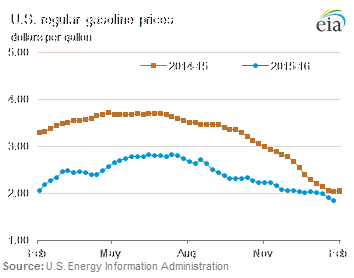 U.S. regular gasoline prices
dollars per gallon
eia
5.00
2014-15
2015-16
4.00
3.00
2.00
1.00
Feb
May
Aug
Nov
Feb
Source: U.S. Energy Information Administration